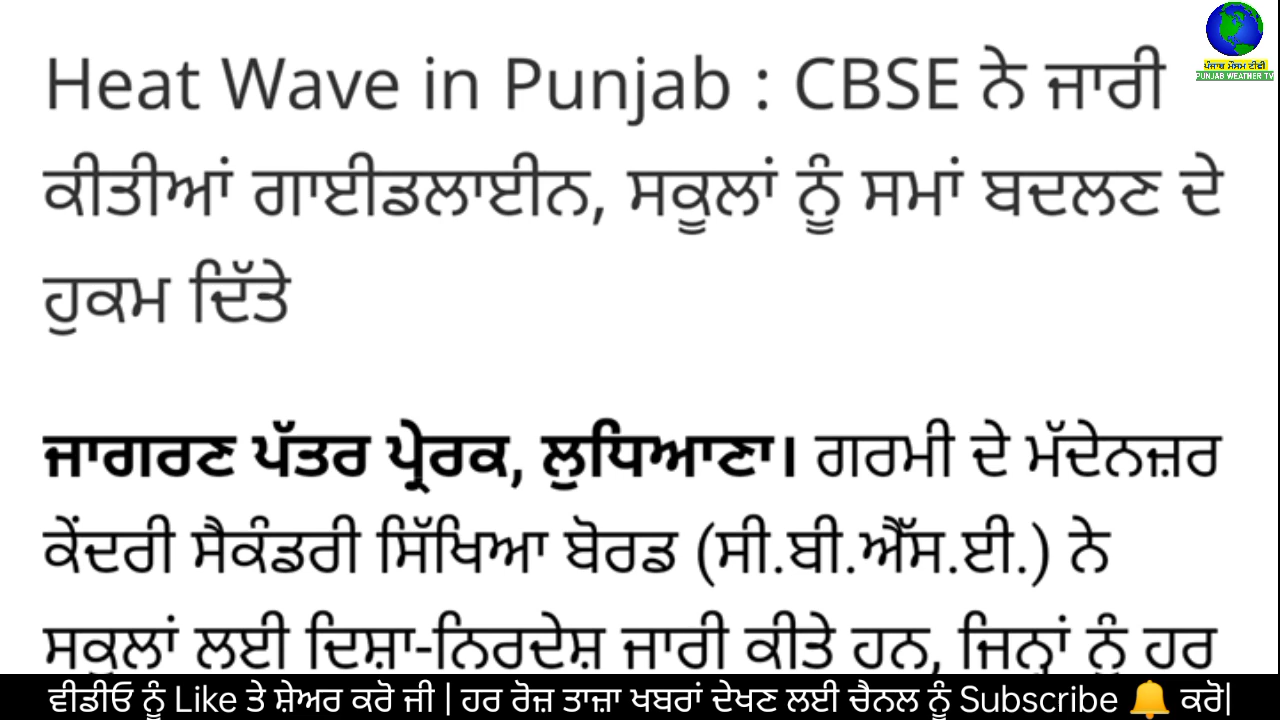 Heat Wave in Punjab : CBSE ਨੇ ਜਾਰੀ
ਕੀਤੀਆਂ ਗਾਈਡਲਾਈਨ, ਸਕੂਲਾਂ ਨੂੰ ਸਮਾਂ ਬਦਲਣ ਦੇ
ਹੁਕਮ ਦਿੱਤੇ
ਪੰਜਾਬ ਮੌਸਮ ਟੀਵੀ
PUNJAB WEATHER TV
ਜਾਗਰਣ ਪੱਤਰ ਪ੍ਰੇਰਕ, ਲੁਧਿਆਣਾ। ਗਰਮੀ ਦੇ ਮੱਦੇਨਜ਼ਰ
ਕੇਂਦਰੀ ਸੈਕੰਡਰੀ ਸਿੱਖਿਆ ਬੋਰਡ (ਸੀ.ਬੀ.ਐੱਸ.ਈ.) ਨੇ
ਸਕੂਲਾਂ ਲਈ ਦਿਸ਼ਾ-ਨਿਰਦੇਸ਼ ਜਾਰੀ ਕੀਤੇ ਹਨ, ਜਿਨ੍ਹਾਂ ਨੂੰ ਹਰ
ਵੀਡੀਓ ਨੂੰ Like ਤੇ ਸ਼ੇਅਰ ਕਰੋ ਜੀ | ਹਰ ਰੋਜ਼ ਤਾਜ਼ਾ ਖਬਰਾਂ ਦੇਖਣ ਲਈ ਚੈਨਲ ਨੂੰ Subscribe 🔔 ਕਰੋ|